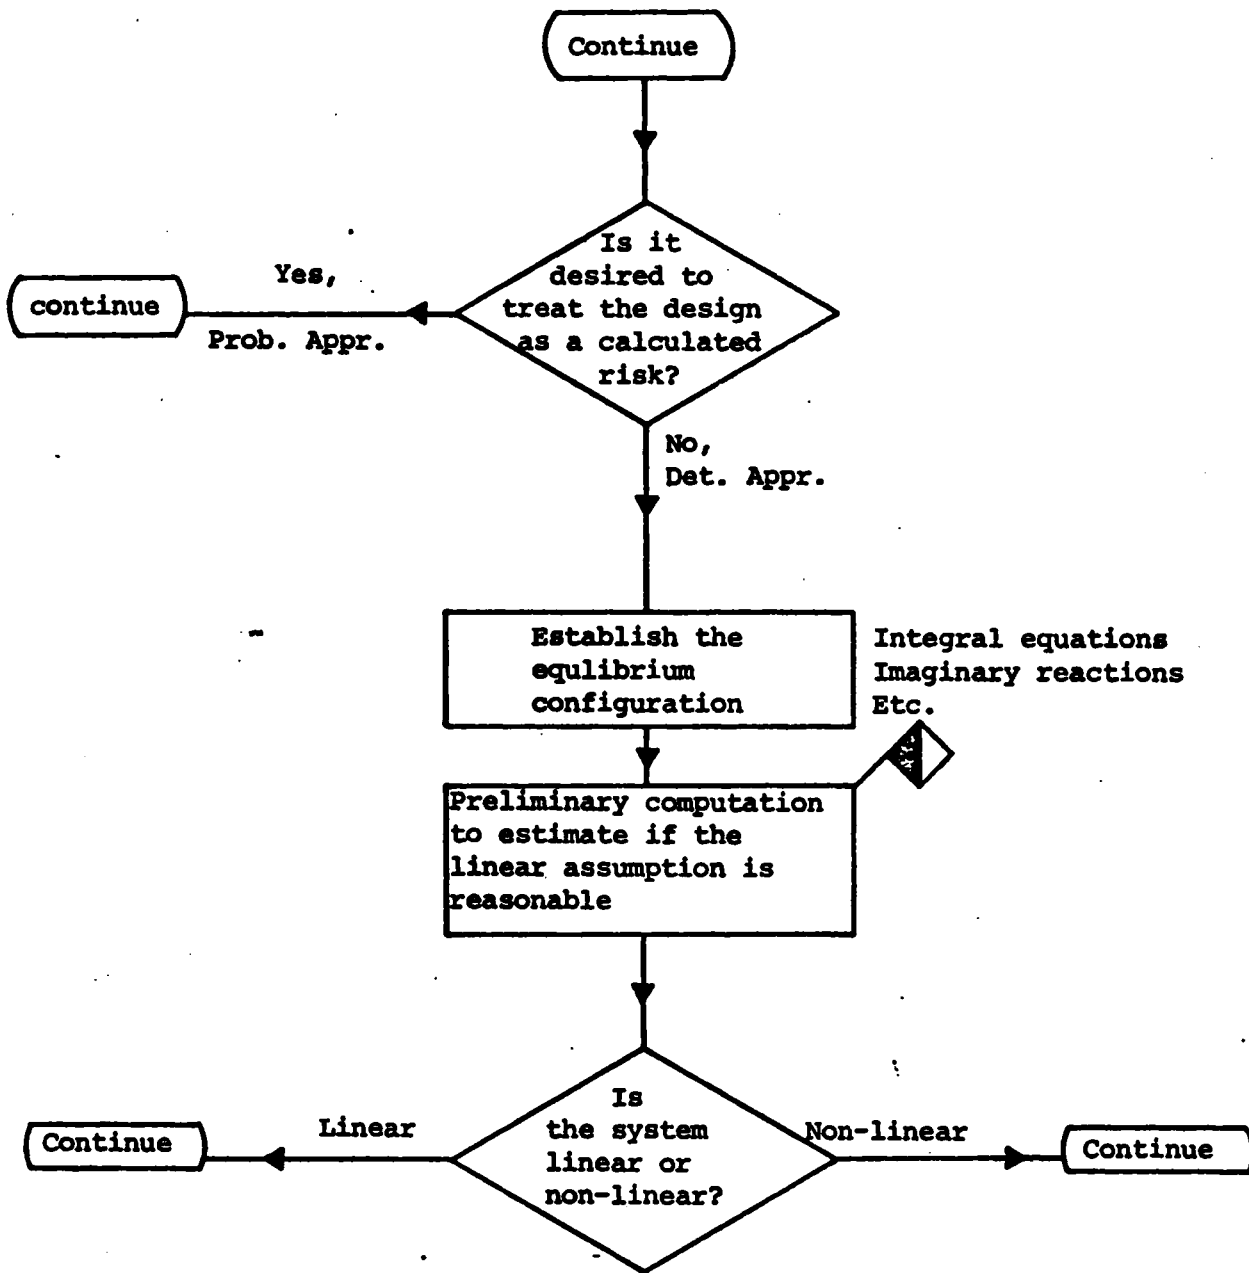 Continue
Is it
desired to
treat the design
as a calculated
risk?
Yes,
Prob. Appr.
continue
No,
Det. Appr.
Establish the
equlibrium
configuration
Integral equations
Imaginary reactions
Etc.
Preliminary computation
to estimate if the
linear assumption is
reasonable
Is
the system
linear or
non-linear?
Linear
Continue
Non-linear
Continue